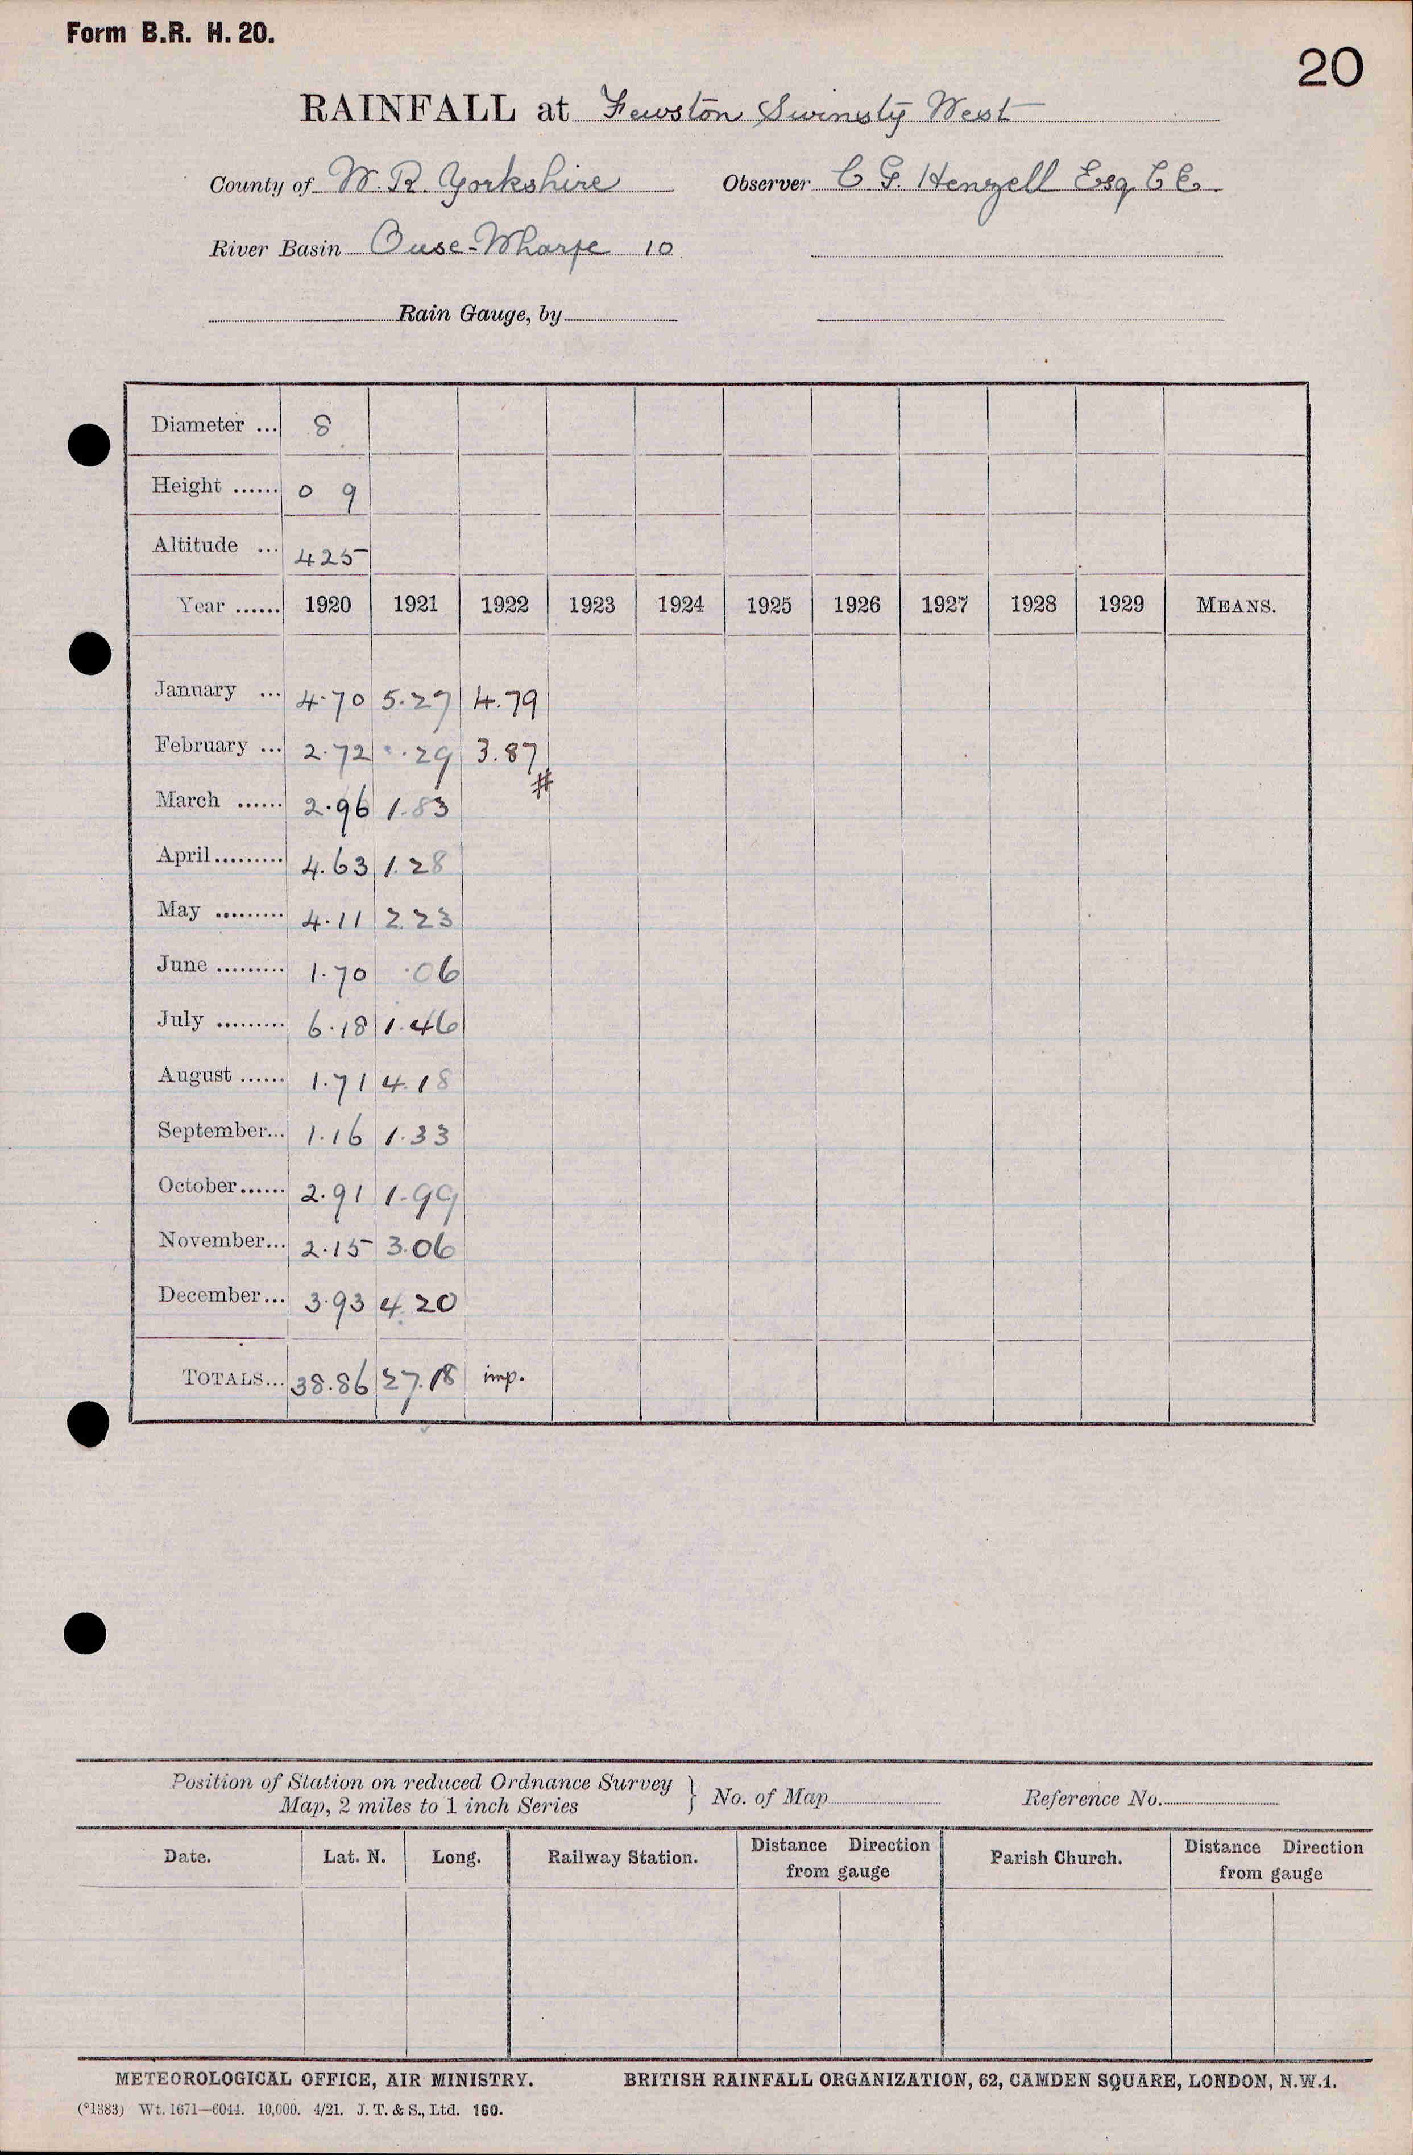 Form B.R. H. 20.
20
RAINFALL at Fewston Swinsty West
County of W. R. Yorkshire Observer C G. Henzell Esq C E.
River Basin Ouse-Wharfe 10
Rain Gauge, by
Diameter ... 8
Height ...... 0 9
Altitude ... 425
Year ...... 1920 1921 1922 1923 1924 1925 1926 1927 1928 1929 MEANS.
January ... 4.70 5.27 4.79
February ... 2.72 .29 3.87
#
March ...... 2.96 1.83
April......... 4.63 1.28
May ......... 4.11 2.23
June ......... 1.70 .06
July ......... 6.18 1.46
August ...... 1.71 4.18
September... 1.16 1.33
October...... 2.91 1.99
November... 2.15 3.06
December... 3.93 4.20
TOTALS... 38.86 27.18 imp.
Position of Station on reduced Ordnance Survey
Map, 2 miles to 1 inch Series } No. of Map Reference No.
Date. Lat. N. Long. Railway Station. Distance Direction from gauge Parish Church. Distance Direction from gauge
METEOROLOGICAL OFFICE, AIR MINISTRY. BRITISH RAINFALL ORGANIZATION, 62, CAMDEN SQUARE, LONDON, N.W.1.
(*1383) Wt. 1671—6044. 10,000. 4/21. J. T. & S., Ltd. 160.